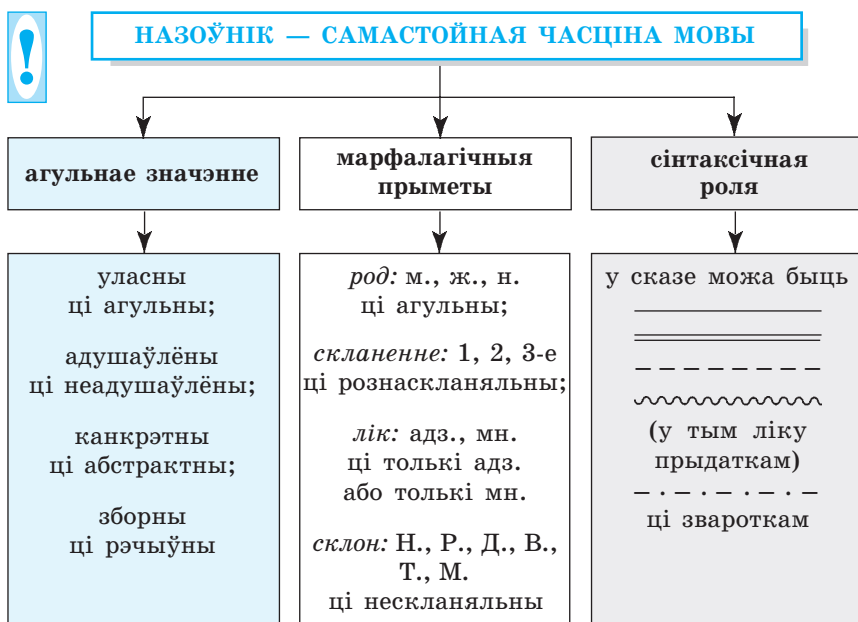 !
НАЗОЎНІК — САМАСТОЙНАЯ ЧАСЦІНА МОВЫ
агульнае значэнне
уласны
ці агульны;
адушаўлёны
ці неадушаўлёны;
канкрэтны
ці абстрактны;
зборны
ці рэчыўны
марфалагічныя
прыметы
род: м., ж., н.
ці агульны;
скланенне: 1, 2, 3-е
ці рознаскланяльны;
лік: адз., мн.
ці толькі адз.
або толькі мн.
склон: Н., Р., Д., В.,
Т., М.
ці нескланяльны
сінтаксічная
роля
у сказе можа быць
(у тым ліку
прыдаткам)
ці звароткам